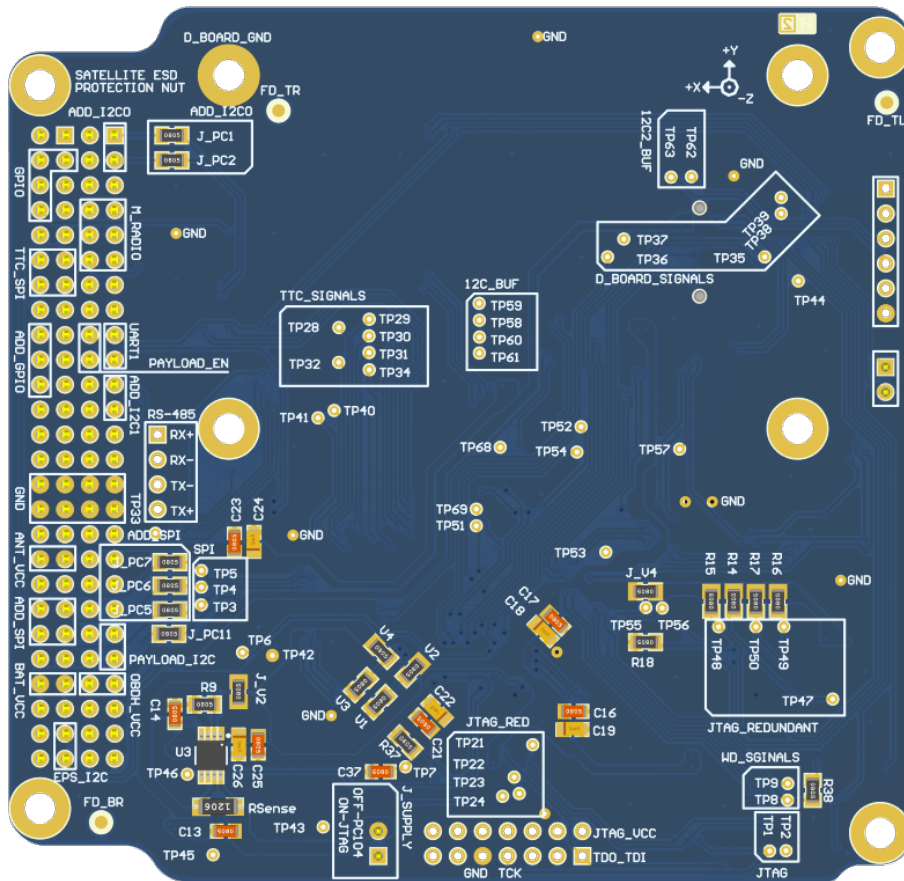 D_BOARD_GND
GND
+Y
+X
-Z
SATELLITE ESD
PROTECTION NUT
FD_TR
FD_TL
ADD_I2C0
ADD_I2C0
J_PC1
J_PC2
0805
0805
I2C2_BUF
TP63
TP62
GND
GPIO
M_RADIO
GND
TP39
TP38
TP37
TP36
TP35
D_BOARD_SIGNALS
TP44
TTC_SPI
TTC_SIGNALS
TP28
TP29
TP30
TP31
TP32
TP34
12C_BUF
TP59
TP58
TP60
TP61
ADD_GPIO
UART1
PAYLOAD_EN
ADD_I2C1
RS-485
RX+
RX-
TX-
TX+
TP41
TP40
TP52
TP68
TP54
TP57
GND
TP33
TP69
TP51
GND
C23
C24
GND
ADD_SPI
SPI
ANT_VCC
J_PC7
J_PC6
J_PC5
J_PC11
TP5
TP4
TP3
TP53
J_V4
R15
R14
R17
R16
GND
ADD_SPI
C17
C18
TP55
TP56
R18
TP48
TP50
TP49
TP47
JTAG_REDUNDANT
PAYLOAD_I2C
TP6
TP42
V4
V2
V3
V1
BAT_VCC
OBDH_VCC
R9
J_V2
C14
GND
C22
C21
R37
C16
C19
JTAG_RED
TP21
TP22
TP23
TP24
U3
C26
C25
EPS_I2C
TP46
C37
TP7
WD_SGINALS
TP9
TP8
R38
FD_BR
1206
RSense
OFF-PC104
ON-JTAG
J_SUPPLY
C13
TP43
TP45
JTAG_VCC
TDO_TDI
GND
TCK
TP1
TP2
JTAG